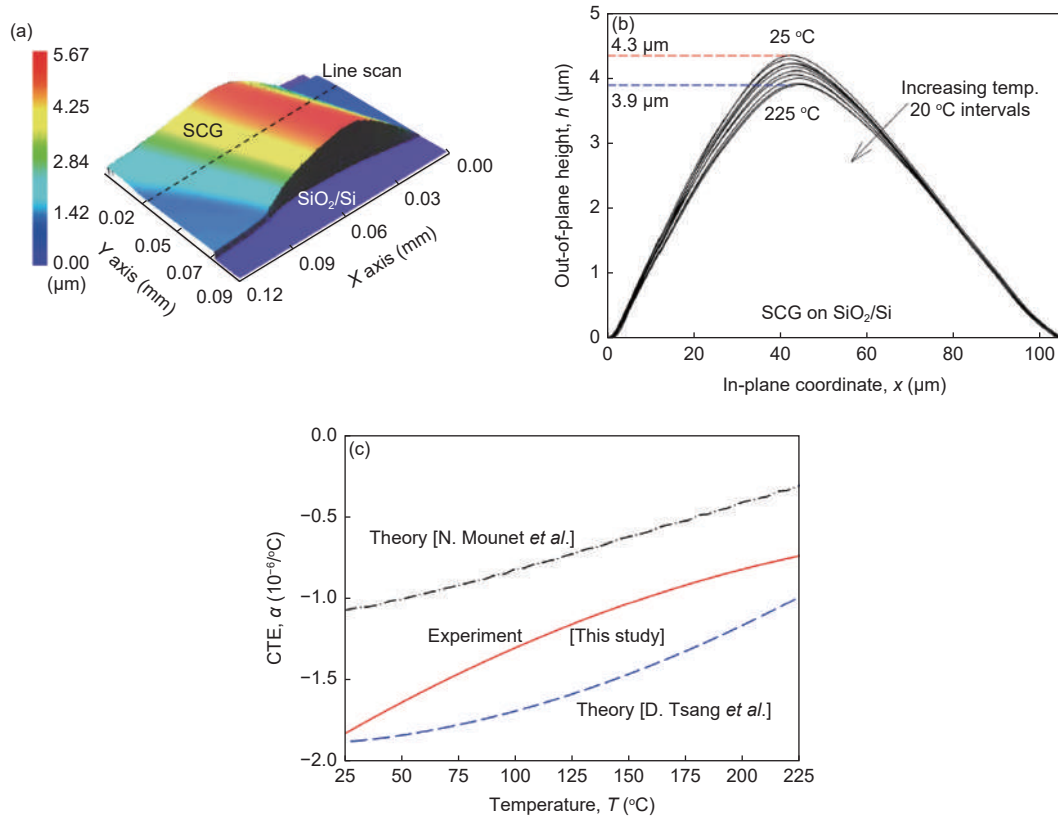 (a)
5.67
4.25
2.84
1.42
0.00
(μm)
Line scan
SCG
SiO₂/Si
0.02
0.05
0.07
0.09
Y axis (mm)
0.12
0.09
0.06
0.03
0.00
X axis (mm)
(b)
5
4
3
2
1
0
Out-of-plane height, h (μm)
4.3 μm
3.9 μm
25 °C
225 °C
Increasing temp.
20 °C intervals
SCG on SiO₂/Si
0
20
40
60
80
100
In-plane coordinate, x (μm)
(c)
0.0
−0.5
−1.0
−1.5
−2.0
CTE, α (10⁻⁶/°C)
Theory [N. Mounet et al.]
Experiment [This study]
Theory [D. Tsang et al.]
25
50
75
100
125
150
175
200
225
Temperature, T (°C)